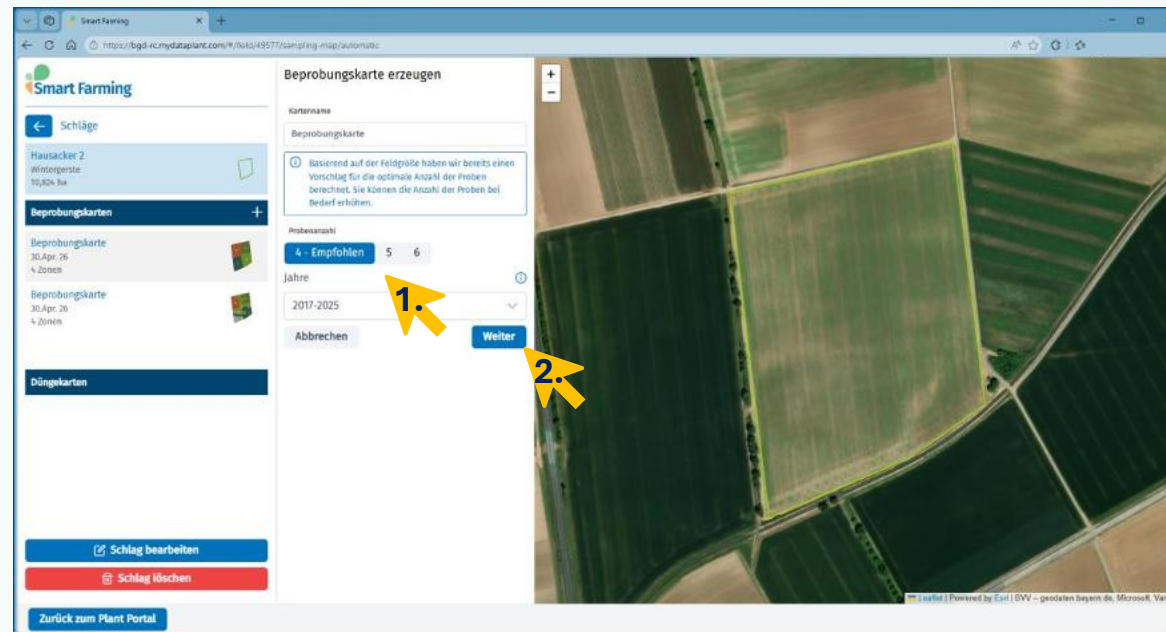 Smart Farming
https://bgd-rc.mydataplant.com/#/field/49577/sampling-map/automatic
Smart Farming
Schläge
Hausacker 2
Wintergerste
10,824 ha
Beprobungskarten
+
Beprobungskarte
30.Apr. 26
4 Zonen
Beprobungskarte
30.Apr. 26
4 Zonen
Düngekarten
Schlag bearbeiten
Schlag löschen
Zurück zum Plant Portal
Beprobungskarte erzeugen
Kartenname
Beprobungskarte
Basierend auf der Feldgröße haben wir bereits einen
Vorschlag für die optimale Anzahl der Proben
berechnet. Sie können die Anzahl der Proben bei
Bedarf erhöhen.
Probenanzahl
4 - Empfohlen 5 6
Jahre
1.
2017-2025
Abbrechen Weiter
2.
+
−
Leaflet | Powered by Esri | BVV – geodaten.bayern.de, Microsoft, Van